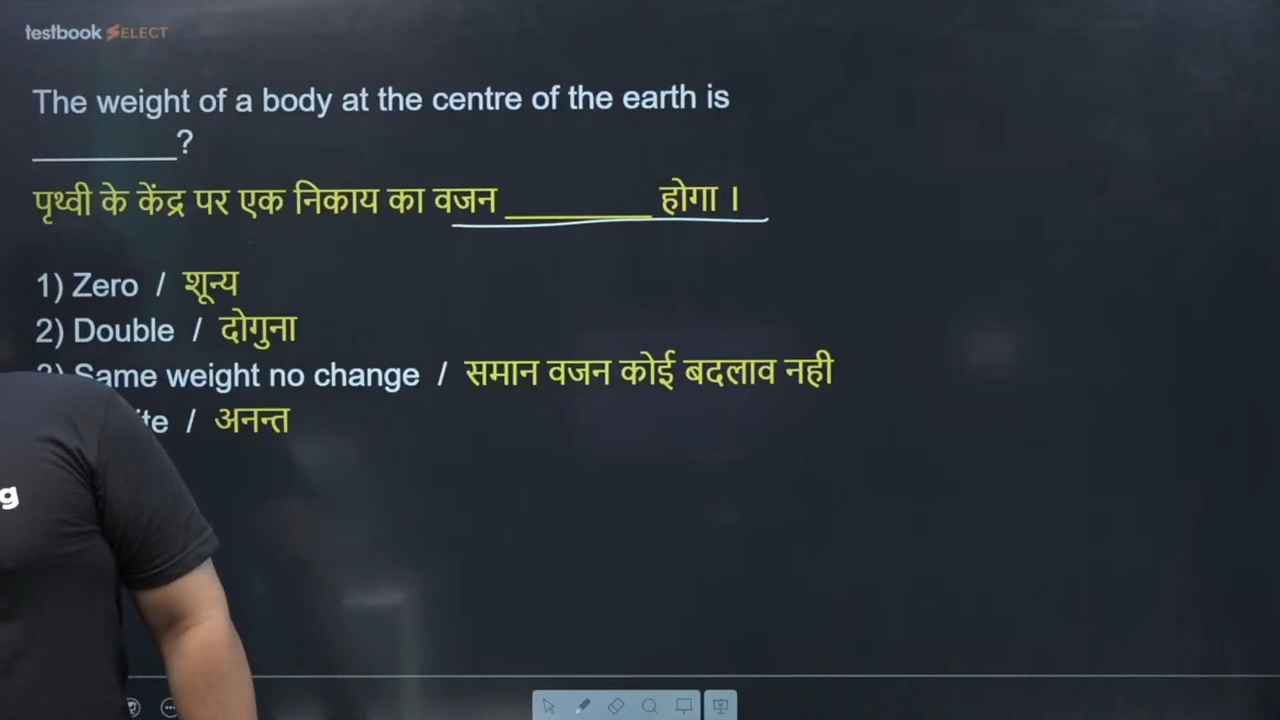 testbook SELECT
The weight of a body at the centre of the earth is
_________?
पृथ्वी के केंद्र पर एक निकाय का वजन _________ होगा ।
1) Zero / शून्य
2) Double / दोगुना
3) Same weight no change / समान वजन कोई बदलाव नही
/ अनन्त
g